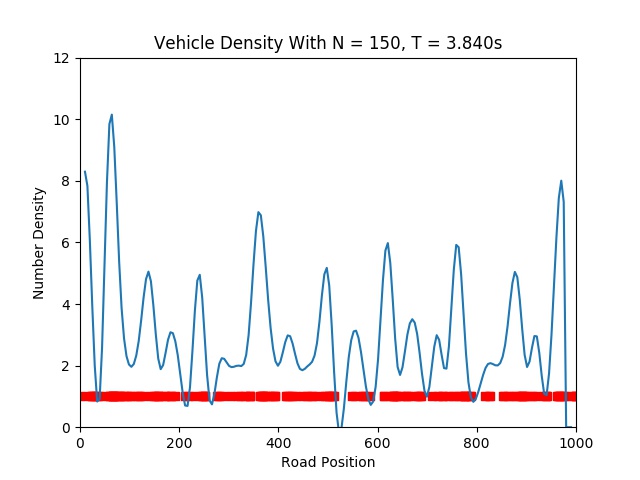 Vehicle Density With N = 150, T = 3.840s
12
10
8
6
4
2
0
Number Density
0 200 400 600 800 1000
Road Position